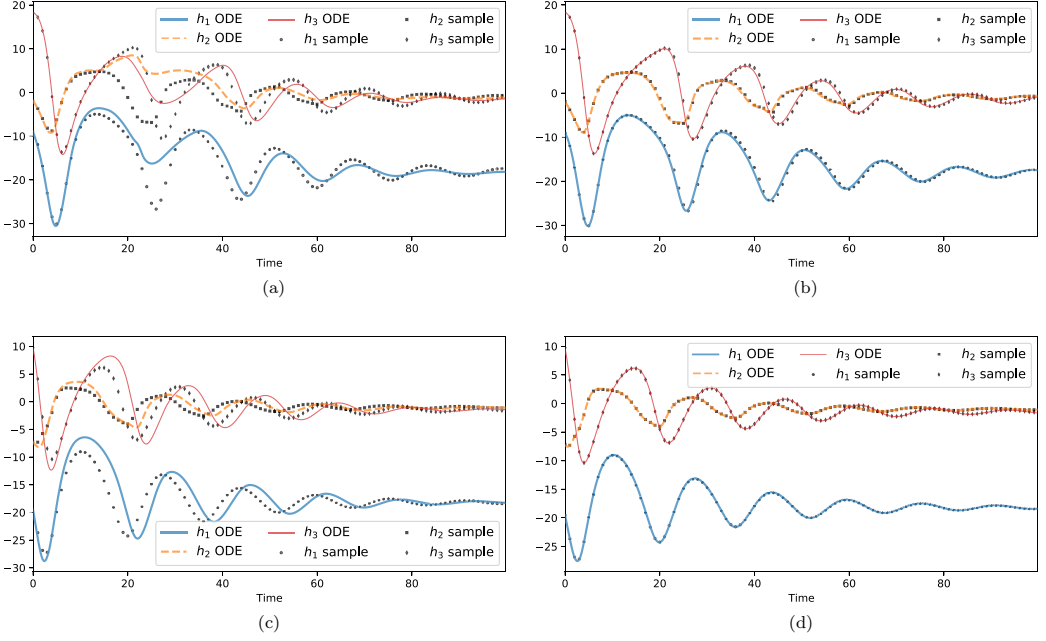 h₁ ODE
h₂ ODE
h₃ ODE
h₁ sample
h₂ sample
h₃ sample
20
10
0
−10
−20
−30
0 20 40 60 80
Time
(a)
h₁ ODE
h₂ ODE
h₃ ODE
h₁ sample
h₂ sample
h₃ sample
20
10
0
−10
−20
−30
0 20 40 60 80
Time
(b)
10
5
0
−5
−10
−15
−20
−25
−30
h₁ ODE
h₂ ODE
h₃ ODE
h₁ sample
h₂ sample
h₃ sample
0 20 40 60 80
Time
(c)
h₁ ODE
h₂ ODE
h₃ ODE
h₁ sample
h₂ sample
h₃ sample
10
5
0
−5
−10
−15
−20
−25
0 20 40 60 80
Time
(d)